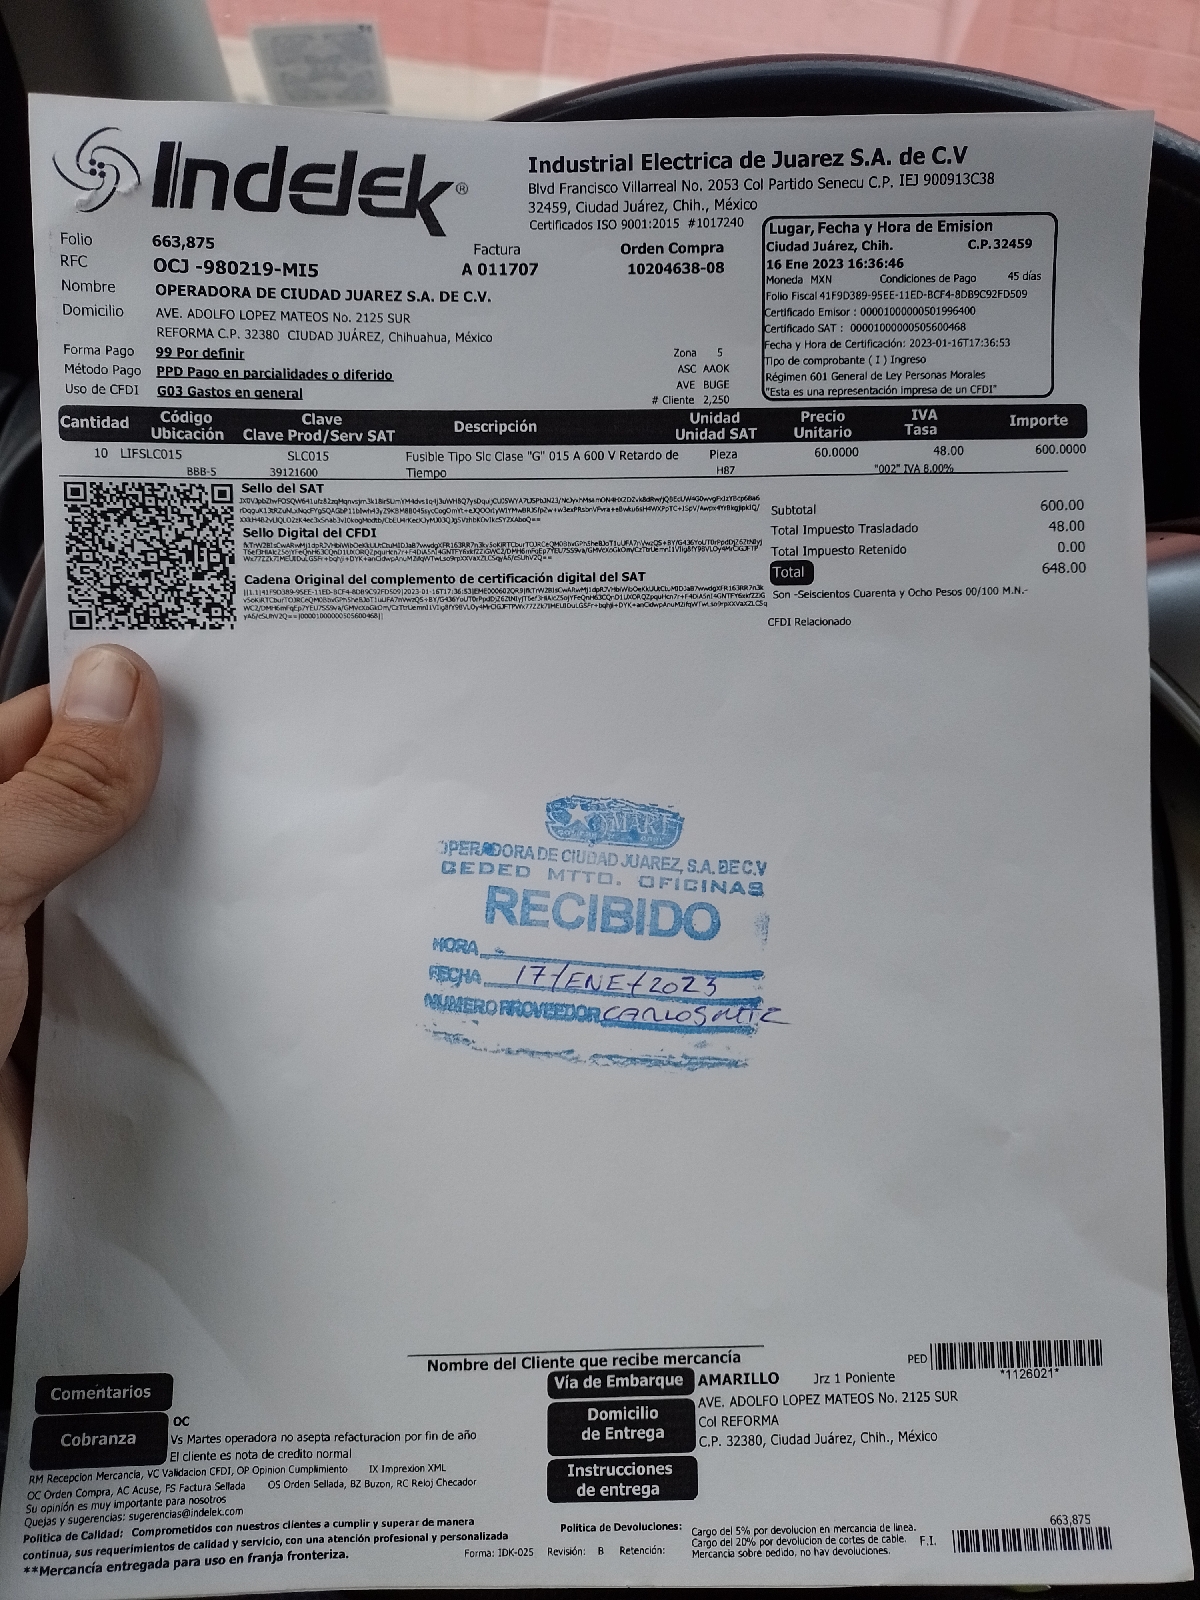 Indelek®
Industrial Electrica de Juarez S.A. de C.V
Blvd Francisco Villarreal No. 2053 Col Partido Senecu C.P. IEJ 900913C38
32459, Ciudad Juárez, Chih., México
Certificados ISO 9001:2015 #1017240
Folio 663,875
RFC OCJ -980219-MI5
Factura
A 011707
Orden Compra
10204638-08
Nombre OPERADORA DE CIUDAD JUAREZ S.A. DE C.V.
Domicilio AVE. ADOLFO LOPEZ MATEOS No. 2125 SUR
REFORMA C.P. 32380 CIUDAD JUÁREZ, Chihuahua, México
Forma Pago 99 Por definir
Método Pago PPD Pago en parcialidades o diferido
Uso de CFDI G03 Gastos en general
Zona 5
ASC AAOK
AVE BUGE
# Cliente 2,250
Lugar, Fecha y Hora de Emision
Ciudad Juárez, Chih. C.P.32459
16 Ene 2023 16:36:46
Moneda MXN Condiciones de Pago 45 días
Folio Fiscal 41F9D389-95EE-11ED-BCF4-8DB9C92FD509
Certificado Emisor : 00001000000501996400
Certificado SAT : 00001000000505600468
Fecha y Hora de Certificación: 2023-01-16T17:36:53
Tipo de comprobante ( I ) Ingreso
Régimen 601 General de Ley Personas Morales
"Esta es una representación impresa de un CFDI"
Cantidad Código Ubicación Clave Clave Prod/Serv SAT Descripción Unidad Unidad SAT Precio Unitario IVA Tasa Importe
10 LIFSLC015 SLC015 Fusible Tipo Slc Clase "G" 015 A 600 V Retardo de Pieza 60.0000 48.00 600.0000
BBB-5 39121600 Tiempo H87 "002" IVA 8.00%
Sello del SAT
Sello Digital del CFDI
Cadena Original del complemento de certificación digital del SAT
Subtotal 600.00
Total Impuesto Trasladado 48.00
Total Impuesto Retenido 0.00
Total 648.00
Son -Seiscientos Cuarenta y Ocho Pesos 00/100 M.N.-
CFDI Relacionado
OPERADORA DE CIUDAD JUAREZ, S.A. DE C.V
CEDED MTTO. OFICINAS
RECIBIDO
HORA
FECHA 17/ENE/2023
NUMERO PROVEEDOR CARLOS MTZ
Nombre del Cliente que recibe mercancía
PED
*1126021*
Comentarios
Cobranza
OC
Vs Martes operadora no asepta refacturacion por fin de año
El cliente es nota de credito normal
Vía de Embarque AMARILLO Jrz 1 Poniente
Domicilio de Entrega
AVE. ADOLFO LOPEZ MATEOS No. 2125 SUR
Col REFORMA
C.P. 32380, Ciudad Juárez, Chih., México
Instrucciones de entrega
RM Recepcion Mercancia, VC Validacion CFDI, OP Opinion Cumplimiento IX Imprexion XML
OC Orden Compra, AC Acuse, FS Factura Sellada OS Orden Sellada, BZ Buzon, RC Reloj Checador
Su opinión es muy importante para nosotros
Quejas y sugerencias: sugerencias@indelek.com
Política de Calidad: Comprometidos con nuestros clientes a cumplir y superar de manera
continua, sus requerimientos de calidad y servicio, con una atención profesional y personalizada
**Mercancía entregada para uso en franja fronteriza.
Forma: IDK-025 Revisión: B Retención:
Política de Devoluciones: Cargo del 5% por devolucion en mercancia de linea.
Cargo del 20% por devolucion de cortes de cable.
Mercancia sobre pedido, no hay devoluciones.
F.I.
663,875